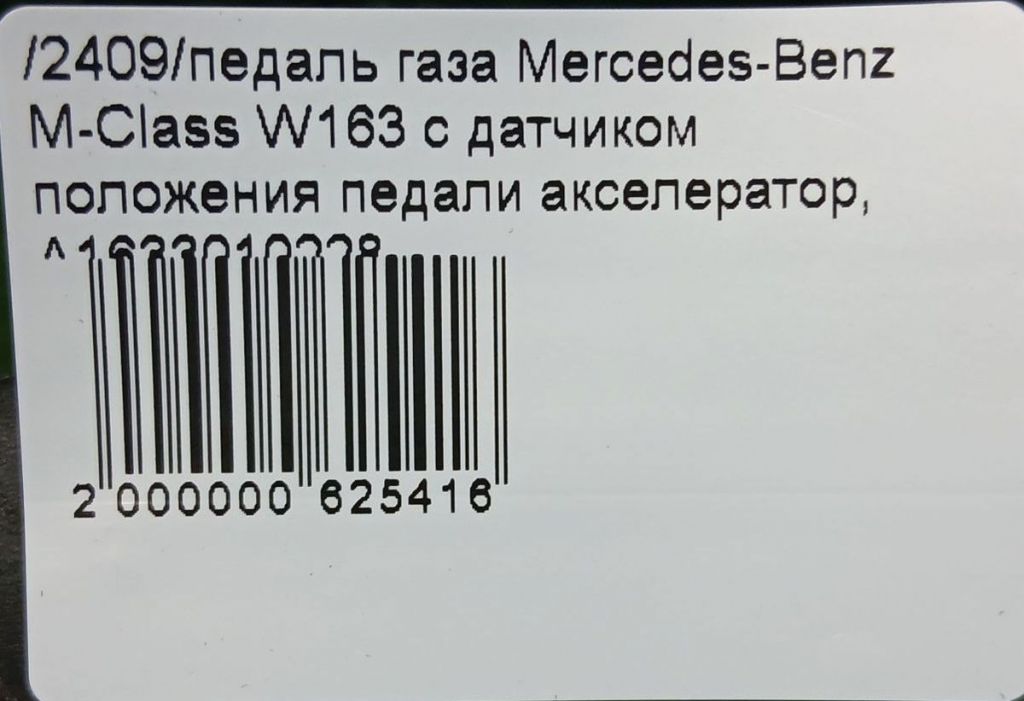 /2409/педаль газа Mercedes-Benz
M-Class W163 с датчиком
положения педали акселератор,
2 000000 625416